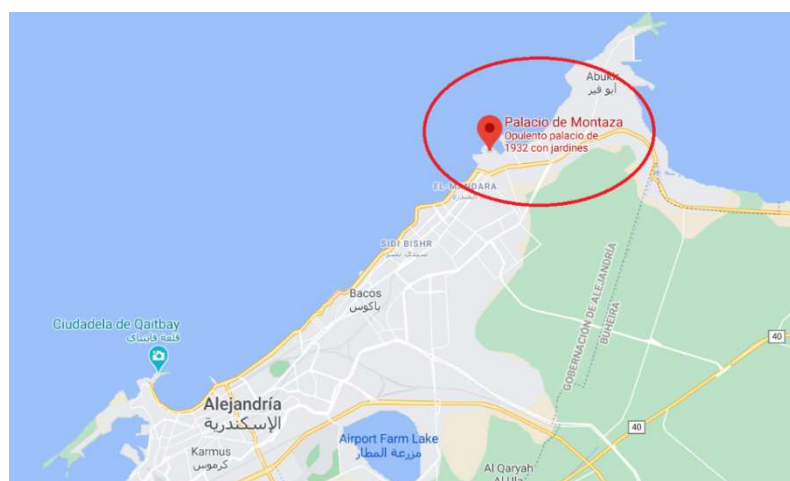 Abukir
أبو قير
Palacio de Montaza
Opulento palacio de
1932 con jardines
EL MANDARA
المندرة
SIDI BISHR
سيدي بشر
Bacos
باكوس
GOBERNACIÓN DE ALEJANDRÍA
BUHEIRA
Ciudadela de Qaitbay
قلعة قايتباي
40
Alejandría
الإسكندرية
40
Karmus
كرموس
Airport Farm Lake
مزرعة المطار
Al Qaryah